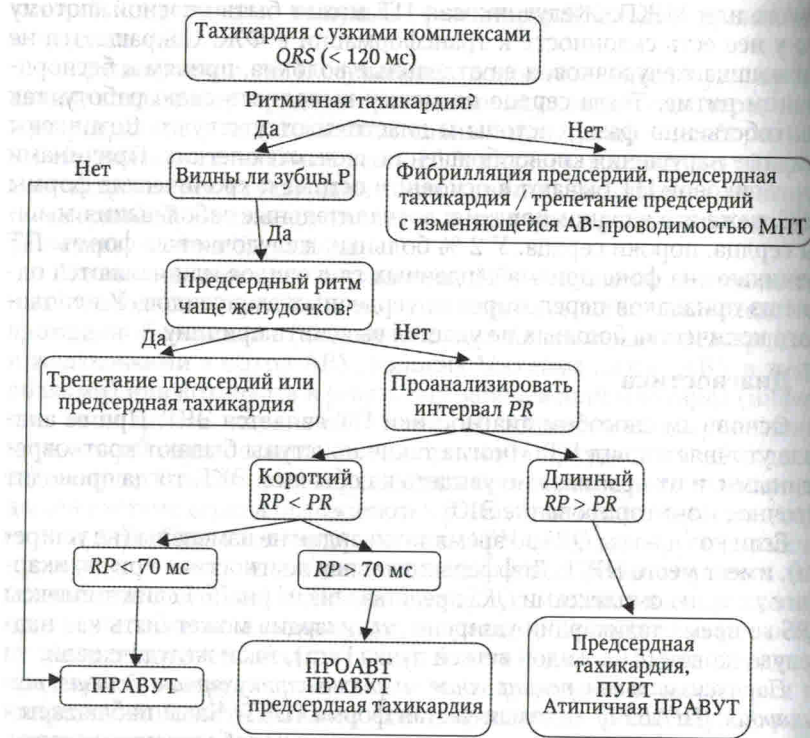 Тахикардия с узкими комплексами
QRS (< 120 мс)
Ритмичная тахикардия?
Да
Нет
Нет
Видны ли зубцы Р
Фибрилляция предсердий, предсердная
тахикардия / трепетание предсердий
с изменяющейся АВ-проводимостью МПТ
Да
Предсердный ритм
чаще желудочков?
Да
Нет
Трепетание предсердий или
предсердная тахикардия
Проанализировать
интервал PR
Короткий
RP < PR
Длинный
RP > PR
RP < 70 мс
RP < 70 мс
ПРАВУТ
ПРОАВТ
ПРАВУТ
предсердная тахикардия
Предсердная
тахикардия,
ПУРР
Атипичная ПРАВУТ